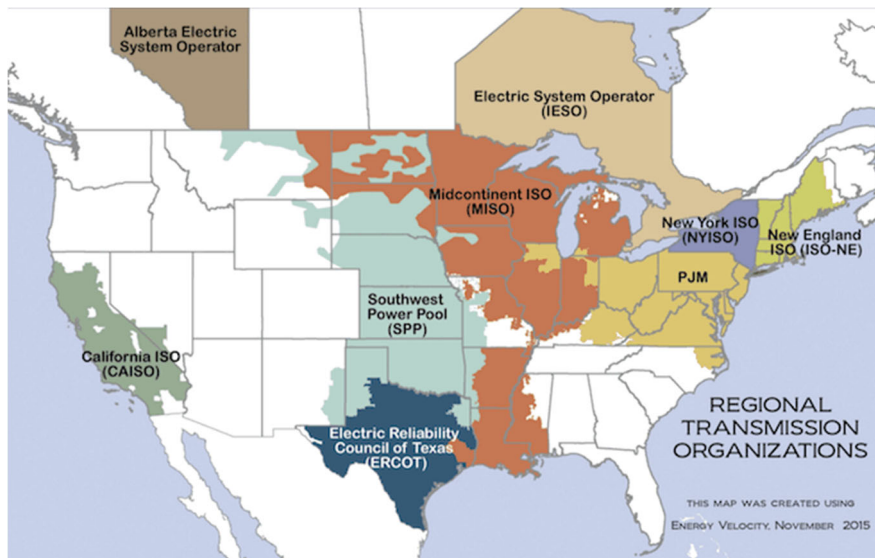 Alberta Electric
System Operator
Electric System Operator
(IESO)
Midcontinent ISO
(MISO)
New York ISO
(NYISO)
New England
ISO (ISO-NE)
PJM
Southwest
Power Pool
(SPP)
California ISO
(CAISO)
Electric Reliability
Council of Texas
(ERCOT)
REGIONAL
TRANSMISSION
ORGANIZATIONS
THIS MAP WAS CREATED USING
ENERGY VELOCITY, NOVEMBER 2015